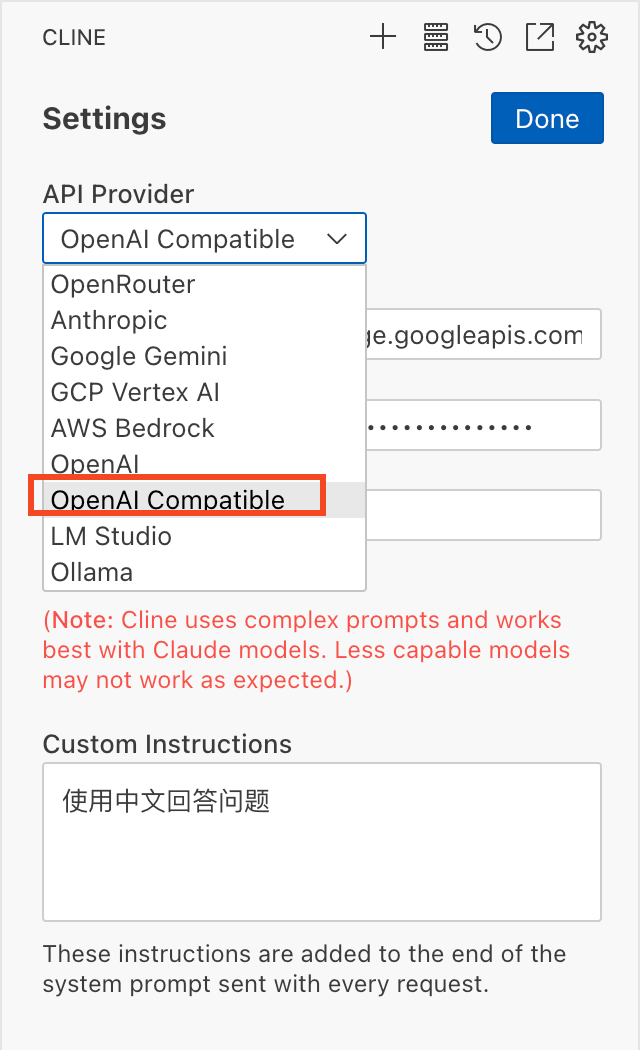 CLINE
Settings
Done
API Provider
OpenAI Compatible
OpenRouter
Anthropic
Google Gemini
GCP Vertex AI
AWS Bedrock
OpenAI
OpenAI Compatible
LM Studio
Ollama
ge.googleapis.com
••••••••••••••
(Note: Cline uses complex prompts and works
best with Claude models. Less capable models
may not work as expected.)
Custom Instructions
使用中文回答问题
These instructions are added to the end of the
system prompt sent with every request.